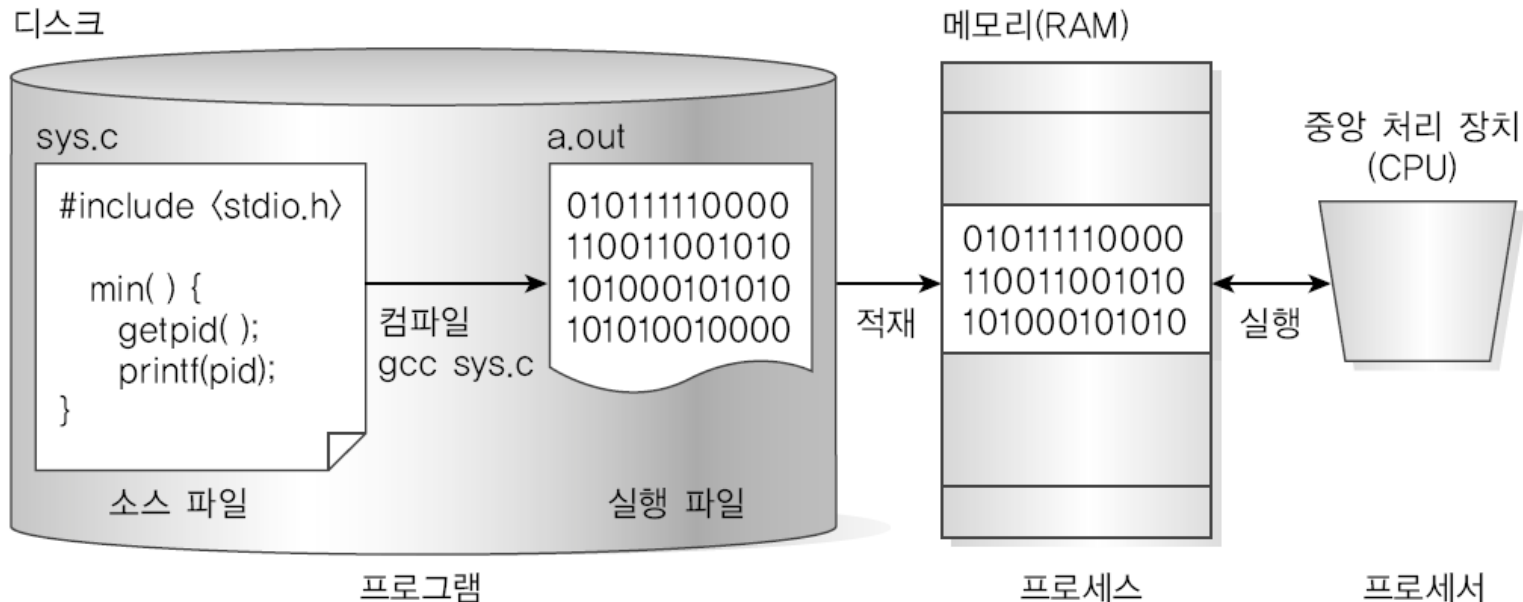 디스크
sys.c
#include <stdio.h>
min( ) {
getpid( );
printf(pid);
}
소스 파일
컴파일
gcc sys.c
a.out
010111110000
110011001010
101000101010
101010010000
실행 파일
프로그램
적재
메모리(RAM)
010111110000
110011001010
101000101010
프로세스
실행
중앙 처리 장치
(CPU)
프로세서